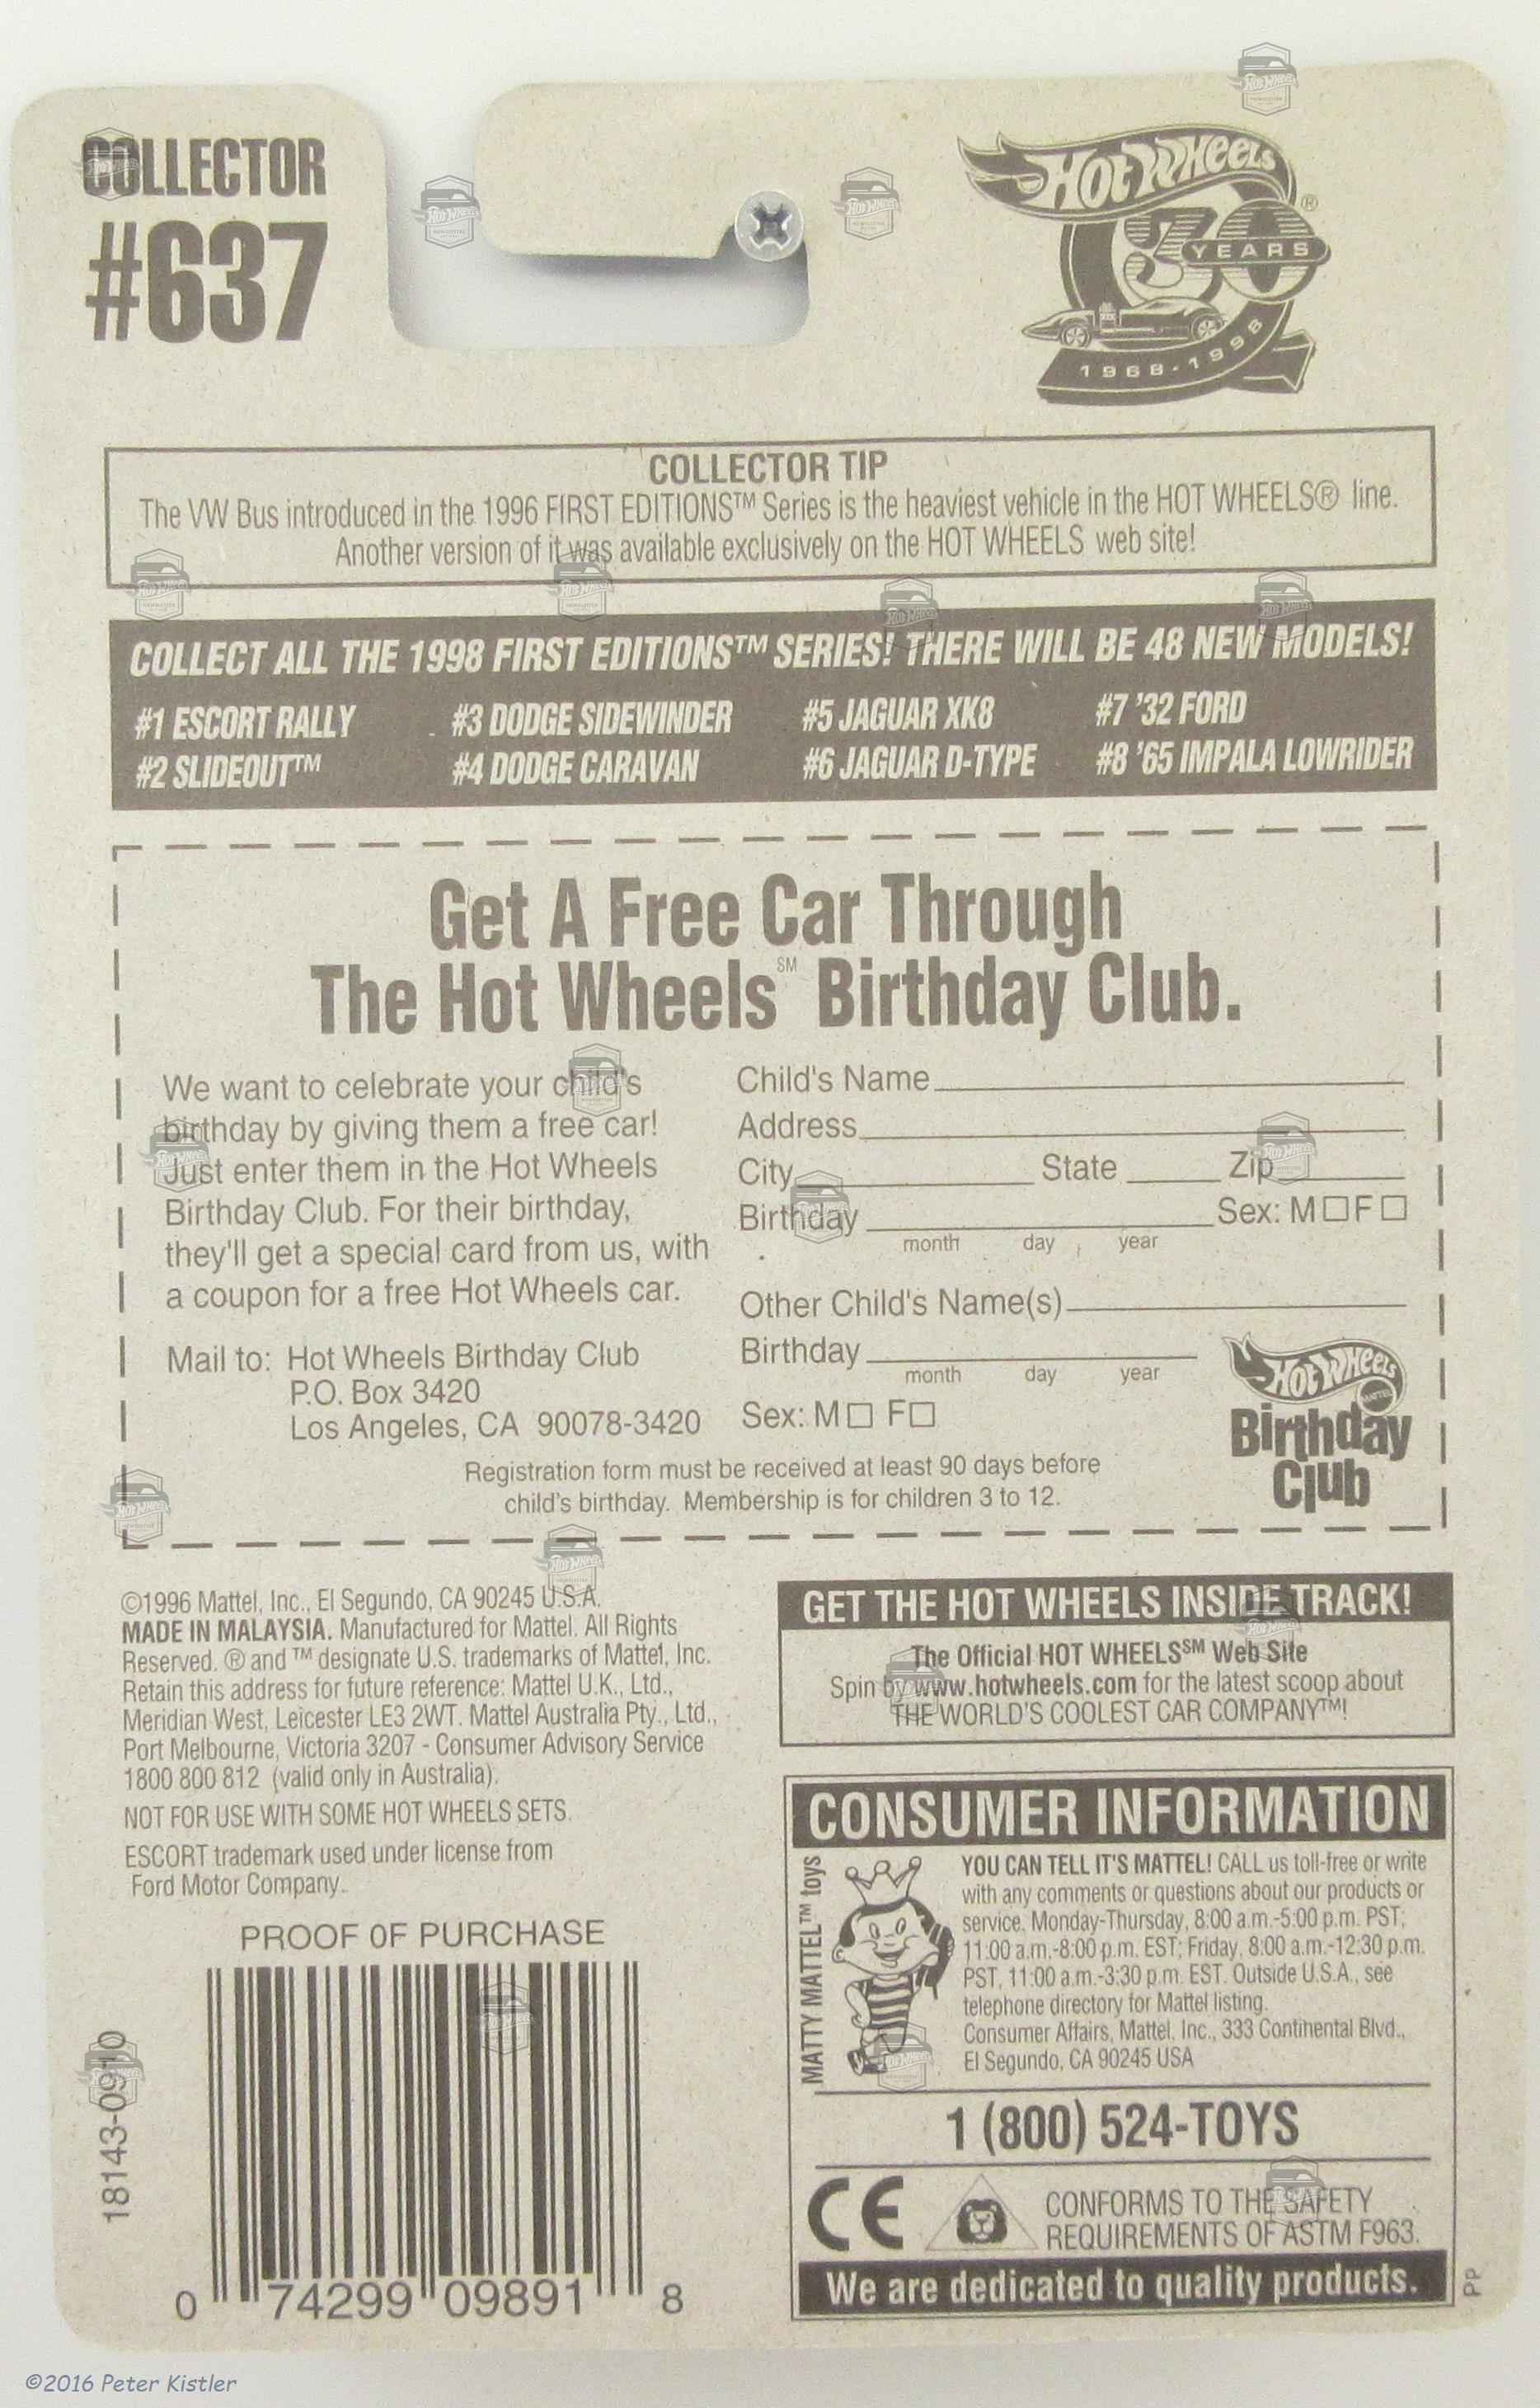 COLLECTOR
#637
HOT WHEELS ®
30
YEARS
1968-1998
COLLECTOR TIP
The VW Bus introduced in the 1996 FIRST EDITIONS™ Series is the heaviest vehicle in the HOT WHEELS® line.
Another version of it was available exclusively on the HOT WHEELS web site!
COLLECT ALL THE 1998 FIRST EDITIONS™ SERIES! THERE WILL BE 48 NEW MODELS!
#1 ESCORT RALLY #3 DODGE SIDEWINDER #5 JAGUAR XK8 #7 '32 FORD
#2 SLIDEOUT™ #4 DODGE CARAVAN #6 JAGUAR D-TYPE #8 '65 IMPALA LOWRIDER
Get A Free Car Through
The Hot Wheels℠ Birthday Club.
We want to celebrate your child's
birthday by giving them a free car!
Just enter them in the Hot Wheels
Birthday Club. For their birthday,
they'll get a special card from us, with
a coupon for a free Hot Wheels car.
Mail to: Hot Wheels Birthday Club
P.O. Box 3420
Los Angeles, CA 90078-3420
Child's Name
Address
City State Zip
Birthday Sex: M F
month day year
Other Child's Name(s)
Birthday
month day year
Sex: M F
HOT WHEELS
MATTEL
Birthday
Club
Registration form must be received at least 90 days before
child's birthday. Membership is for children 3 to 12.
©1996 Mattel, Inc., El Segundo, CA 90245 U.S.A.
MADE IN MALAYSIA. Manufactured for Mattel. All Rights
Reserved. ® and ™ designate U.S. trademarks of Mattel, Inc.
Retain this address for future reference: Mattel U.K., Ltd.,
Meridian West, Leicester LE3 2WT. Mattel Australia Pty., Ltd.,
Port Melbourne, Victoria 3207 - Consumer Advisory Service
1800 800 812 (valid only in Australia).
NOT FOR USE WITH SOME HOT WHEELS SETS.
ESCORT trademark used under license from
Ford Motor Company.
PROOF OF PURCHASE
18143-0910
0 74299 09891 8
GET THE HOT WHEELS INSIDE TRACK!
The Official HOT WHEELS℠ Web Site
Spin by www.hotwheels.com for the latest scoop about
THE WORLD'S COOLEST CAR COMPANY™!
CONSUMER INFORMATION
MATTY MATTEL™ toys
YOU CAN TELL IT'S MATTEL! CALL us toll-free or write
with any comments or questions about our products or
service, Monday-Thursday, 8:00 a.m.-5:00 p.m. PST;
11:00 a.m.-8:00 p.m. EST; Friday, 8:00 a.m.-12:30 p.m.
PST, 11:00 a.m.-3:30 p.m. EST. Outside U.S.A., see
telephone directory for Mattel listing.
Consumer Affairs, Mattel, Inc., 333 Continental Blvd.,
El Segundo, CA 90245 USA
1 (800) 524-TOYS
CE
CONFORMS TO THE SAFETY
REQUIREMENTS OF ASTM F963.
We are dedicated to quality products.
PP
©2016 Peter Kistler